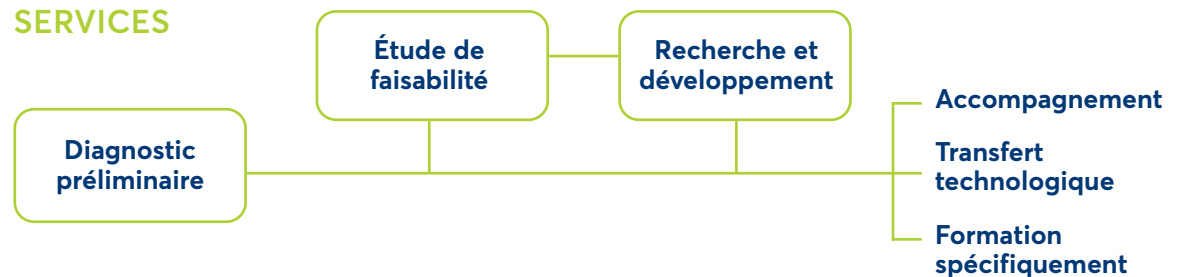 SERVICES
Étude de
faisabilité
Recherche et
développement
Diagnostic
préliminaire
Accompagnement
Transfert
technologique
Formation
spécifiquement